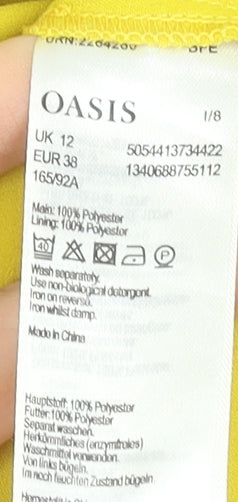 OASIS 1/8
UK 12 5054413734422
EUR 38 1340688755112
165/92A
Main: 100% Polyester
Lining: 100% Polyester
40 P
Wash separately.
Use non-biological detergent.
Iron on reverse.
Iron whilst damp.
Made in China
Hauptstoff: 100% Polyester
Futter: 100% Polyester
Separat waschen.
Herkömmliches (enzymfreies)
Waschmittel verwenden.
Von links bügeln.
Im noch feuchten Zustand bügeln